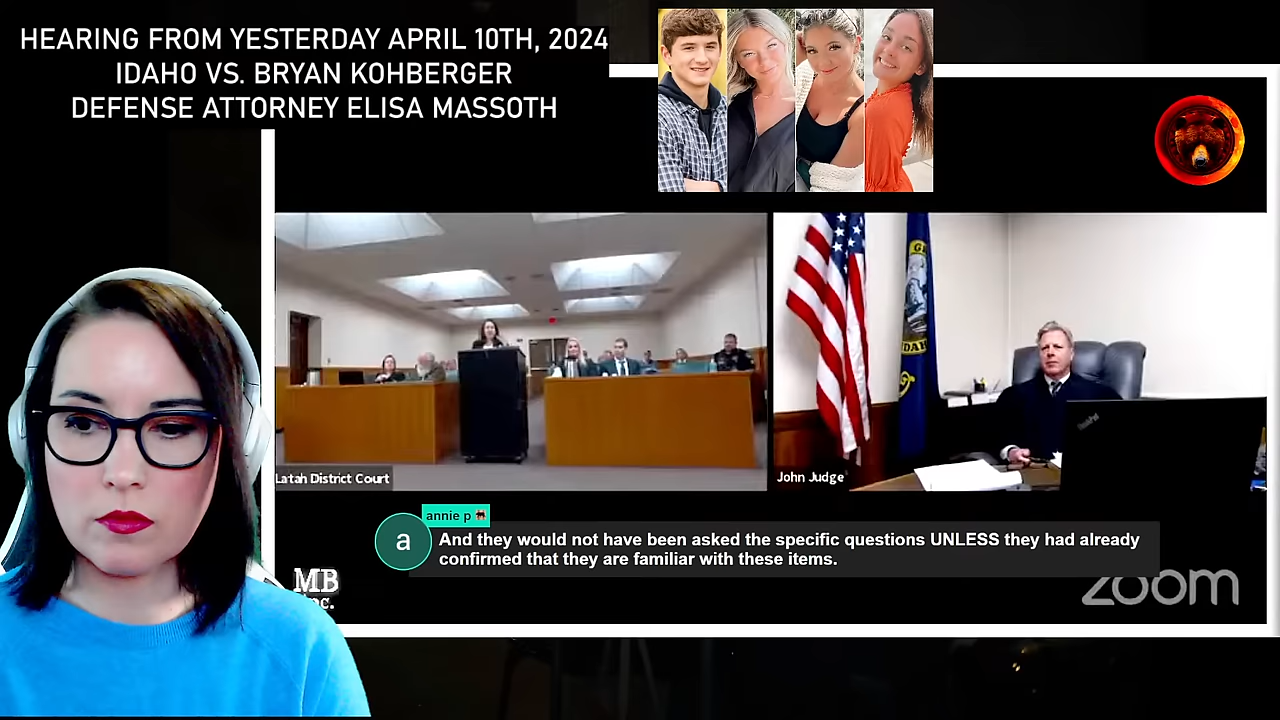 HEARING FROM YESTERDAY APRIL 10TH, 2024
IDAHO VS. BRYAN KOHBERGER
DEFENSE ATTORNEY ELISA MASSOTH
Latah District Court
John Judge
annie p
a
And they would not have been asked the specific questions UNLESS they had already
confirmed that they are familiar with these items.
MB
zoom